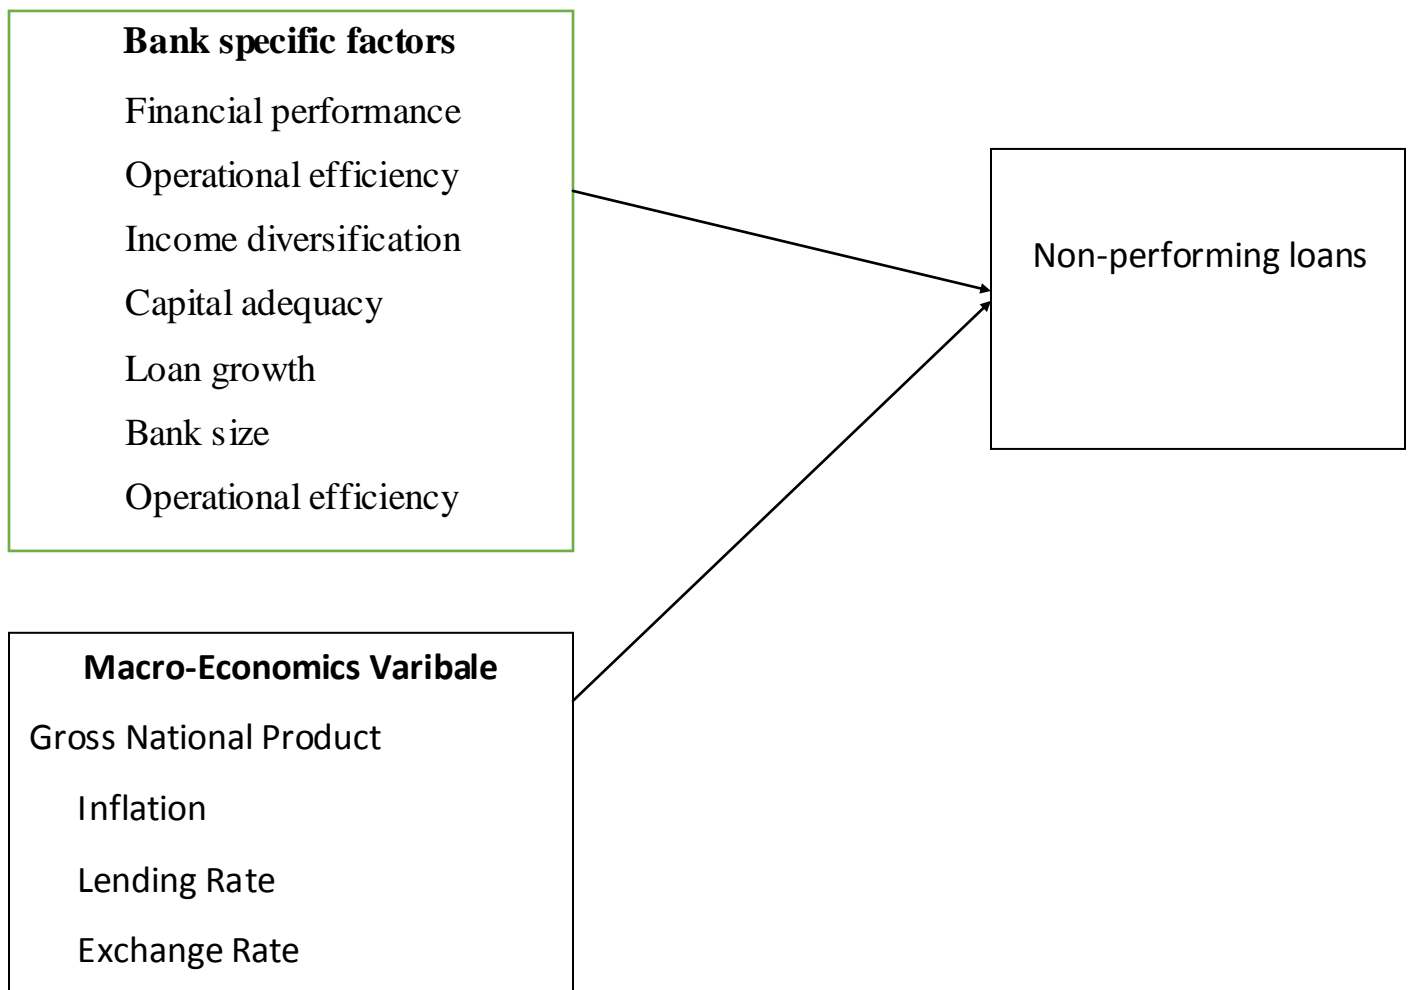 Bank specific factors
Financial performance
Operational efficiency
Income diversification
Capital adequacy
Loan growth
Bank size
Operational efficiency
Non-performing loans
Macro-Economics Varibale
Gross National Product
Inflation
Lending Rate
Exchange Rate